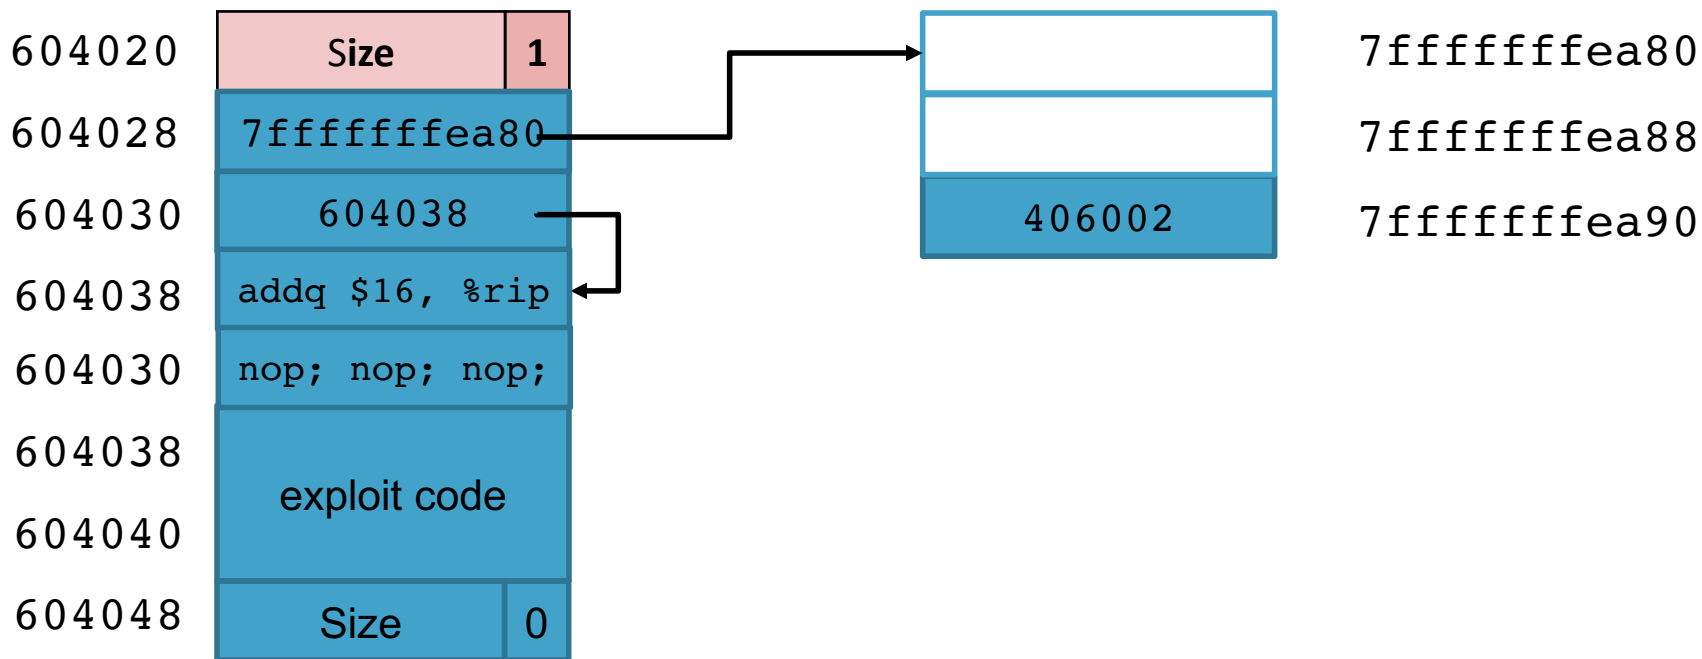 604020 Size 1 7fffffffea80
604028 7fffffffea80 7fffffffea88
604030 604038 406002 7fffffffea90
604038 addq $16, %rip
604030 nop; nop; nop;
604038
exploit code
604040
604048 Size 0